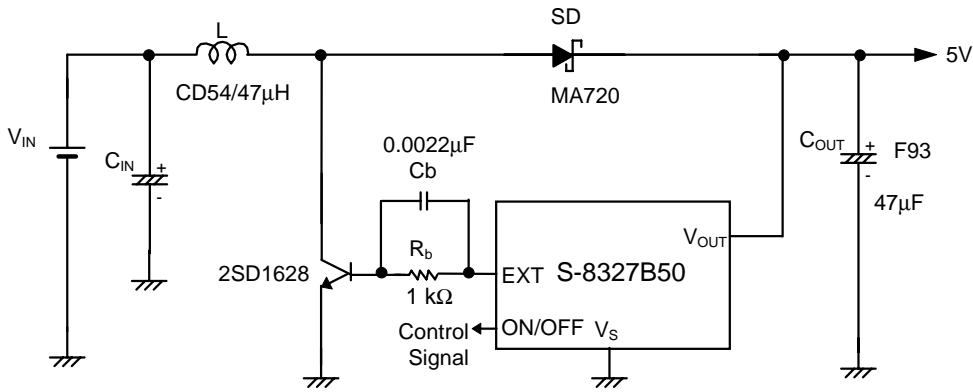 L
SD
5V
CD54/47μH
MA720
V_IN
C_IN
+
-
0.0022μF
Cb
C_OUT
+
-
F93
47μF
R_b
V_OUT
2SD1628
1 kΩ
EXT
S-8327B50
Control
Signal
ON/OFF
V_S